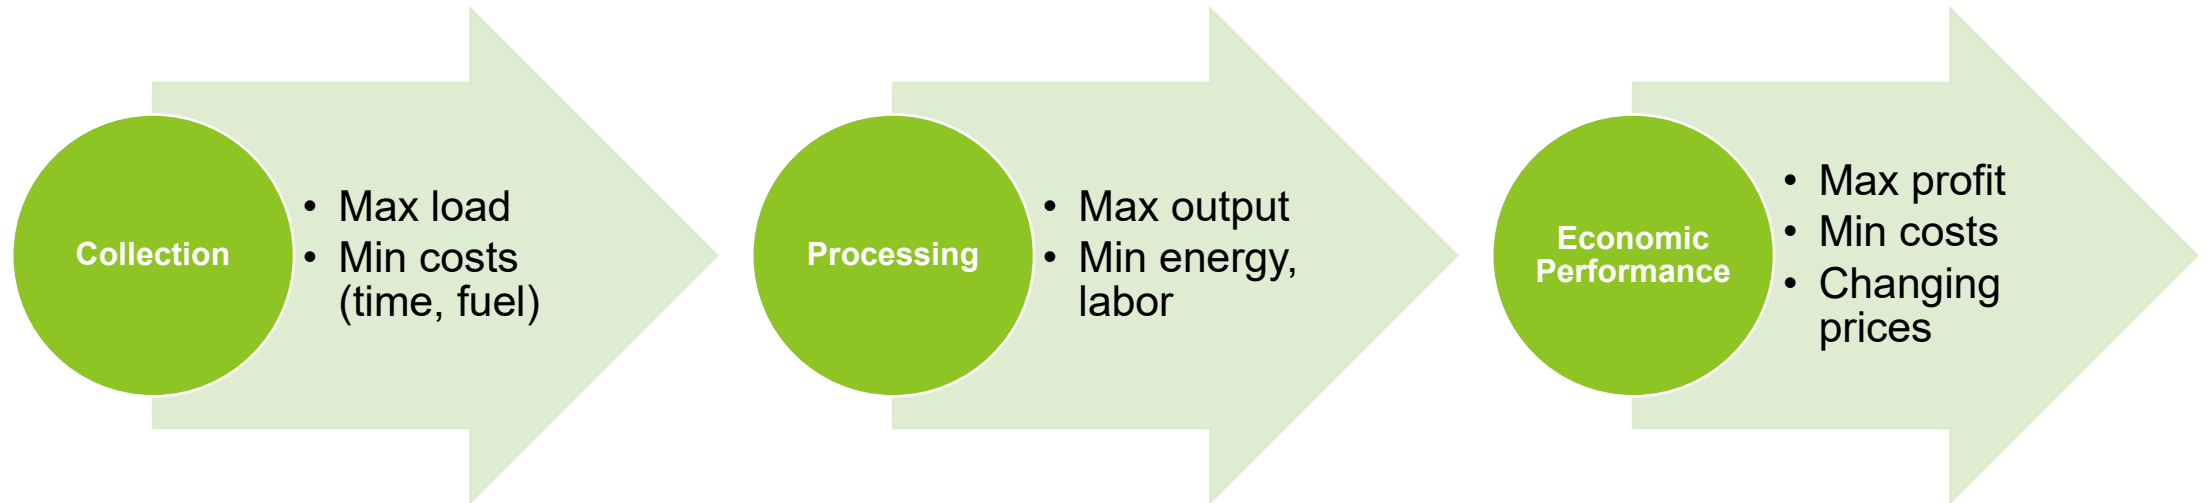 Collection
• Max load
• Min costs
(time, fuel)
Processing
• Max output
• Min energy,
labor
Economic
Performance
• Max profit
• Min costs
• Changing
prices